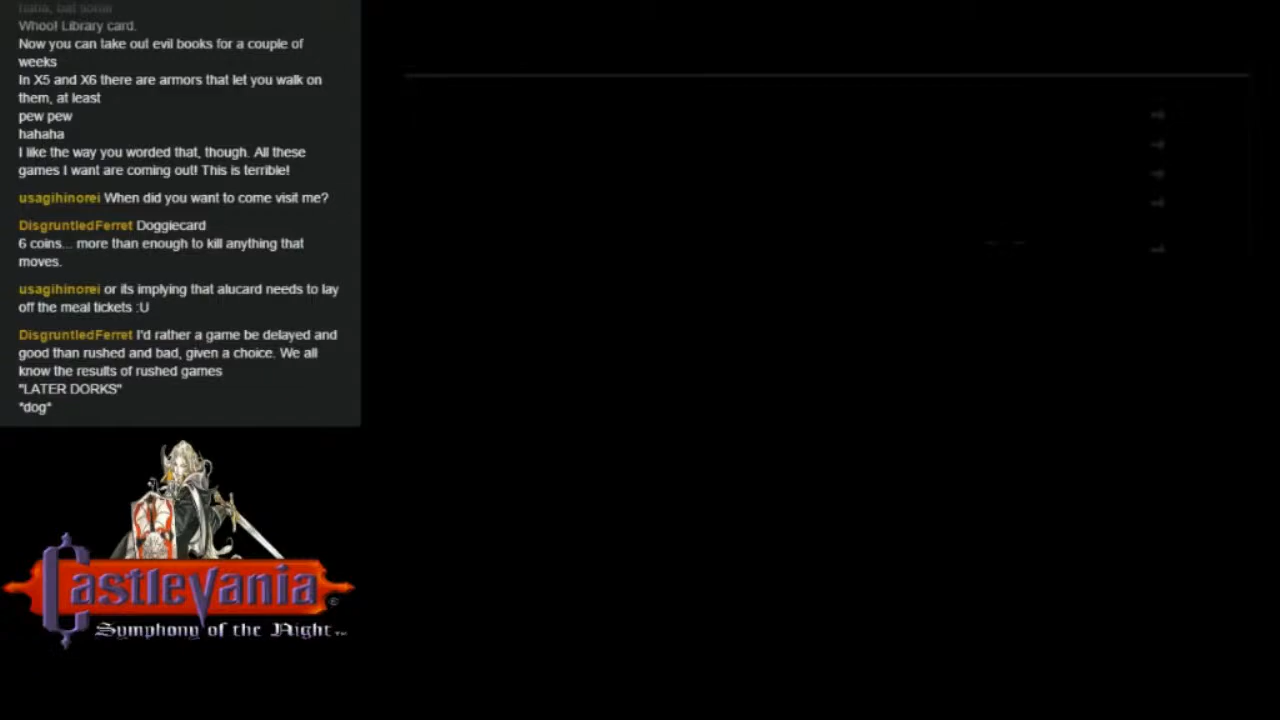 haha, bat sonar
Whoo! Library card.
Now you can take out evil books for a couple of
weeks
In X5 and X6 there are armors that let you walk on
them, at least
pew pew
hahaha
I like the way you worded that, though. All these
games I want are coming out! This is terrible!
usagihinorei When did you want to come visit me?
DisgruntledFerret Doggiecard
6 coins... more than enough to kill anything that
moves.
usagihinorei or its implying that alucard needs to lay
off the meal tickets :U
DisgruntledFerret I'd rather a game be delayed and
good than rushed and bad, given a choice. We all
know the results of rushed games
"LATER DORKS"
*dog*
Castlevania ©
Symphony of the Night™